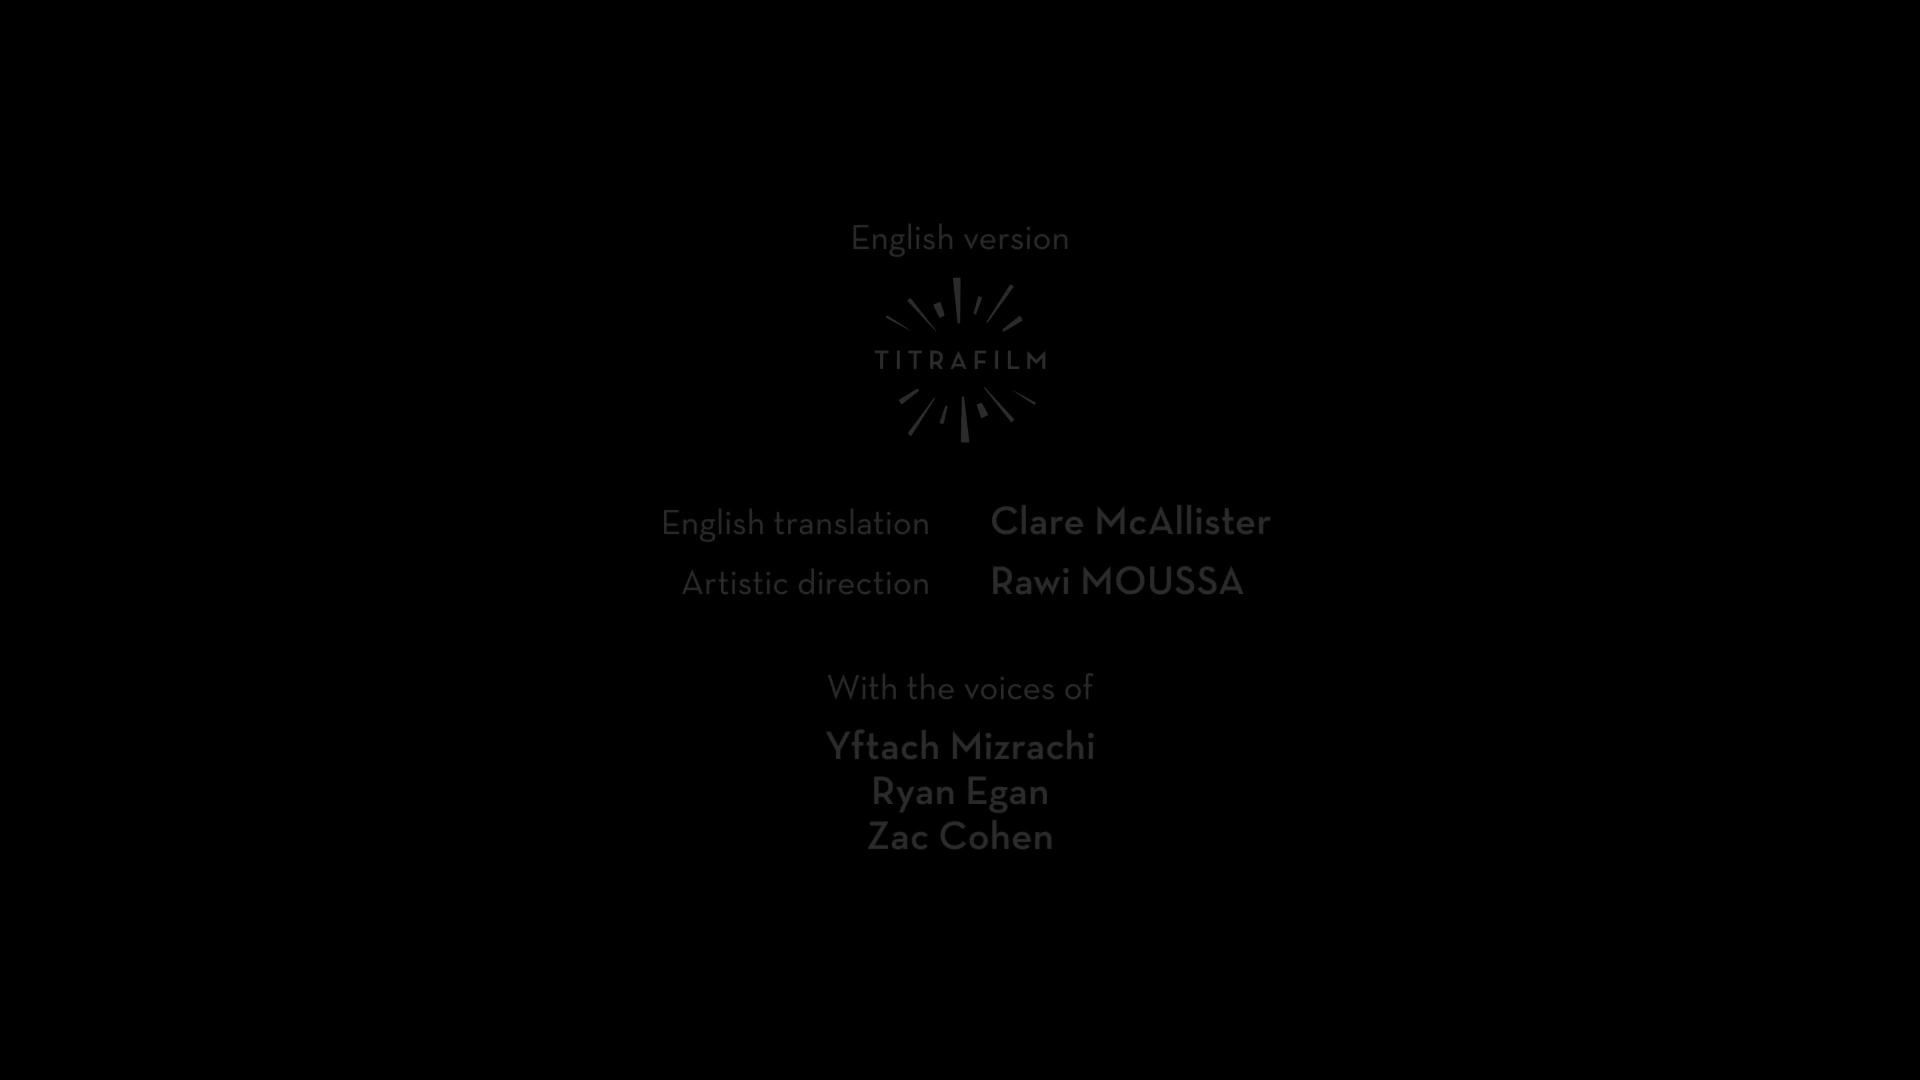 English version
TITRAFILM
English translation Clare McAllister
Artistic direction Rawi MOUSSA
With the voices of
Yftach Mizrachi
Ryan Egan
Zac Cohen